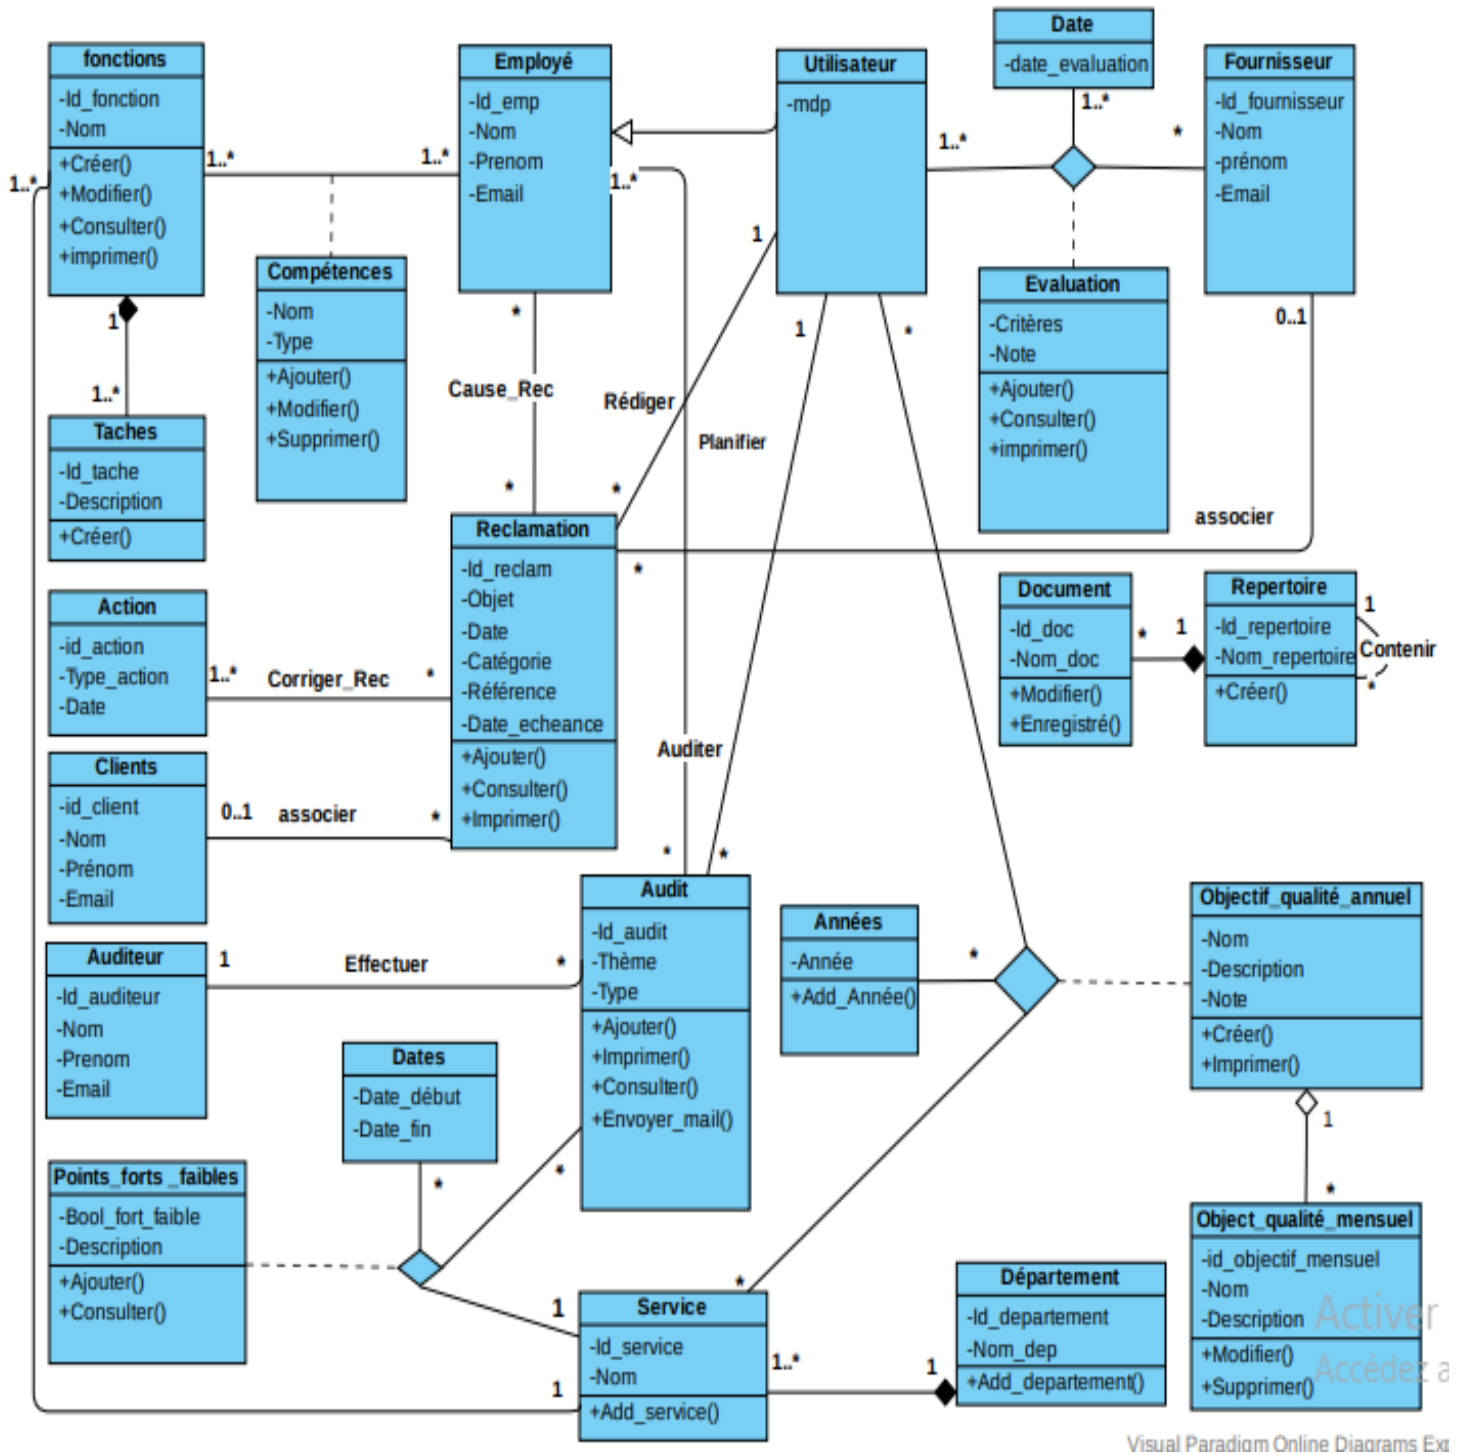 fonctions
-Id_fonction
-Nom
+Créer()
+Modifier()
+Consulter()
+imprimer()
1..*
1..*
1..*
Employé
-Id_emp
-Nom
-Prenom
-Email
1..*
Utilisateur
-mdp
Date
-date_evaluation
1..*
1..*
*
Fournisseur
-Id_fournisseur
-Nom
-prénom
-Email
Compétences
-Nom
-Type
+Ajouter()
+Modifier()
+Supprimer()
Evaluation
-Critères
-Note
+Ajouter()
+Consulter()
+imprimer()
1
1..*
*
Cause_Rec
*
1
Rédiger
*
1
Planifier
*
0..1
associer
*
Taches
-Id_tache
-Description
+Créer()
Reclamation
-Id_reclam
-Objet
-Date
-Catégorie
-Référence
-Date_echeance
+Ajouter()
+Consulter()
+Imprimer()
Document
-Id_doc
-Nom_doc
+Modifier()
+Enregistré()
*
1
Repertoire
-Id_repertoire
-Nom_repertoire
+Créer()
1
Contenir
*
Action
-id_action
-Type_action
-Date
1..*
Corriger_Rec
*
Auditer
*
*
Clients
-id_client
-Nom
-Prénom
-Email
0..1
associer
*
Auditeur
-Id_auditeur
-Nom
-Prenom
-Email
1
Effectuer
*
Audit
-Id_audit
-Thème
-Type
+Ajouter()
+Imprimer()
+Consulter()
+Envoyer_mail()
Années
-Année
+Add_Année()
*
Objectif_qualité_annuel
-Nom
-Description
-Note
+Créer()
+Imprimer()
1
*
Dates
-Date_début
-Date_fin
*
*
Points_forts _faibles
-Bool_fort_faible
-Description
+Ajouter()
+Consulter()
1
1
*
Service
-Id_service
-Nom
+Add_service()
1..*
1
Département
-Id_departement
-Nom_dep
+Add_departement()
Object_qualité_mensuel
-id_objectif_mensuel
-Nom
-Description
+Modifier()
+Supprimer()
Activer
Accédez a
Visual Paradigm Online Diagrams Exp